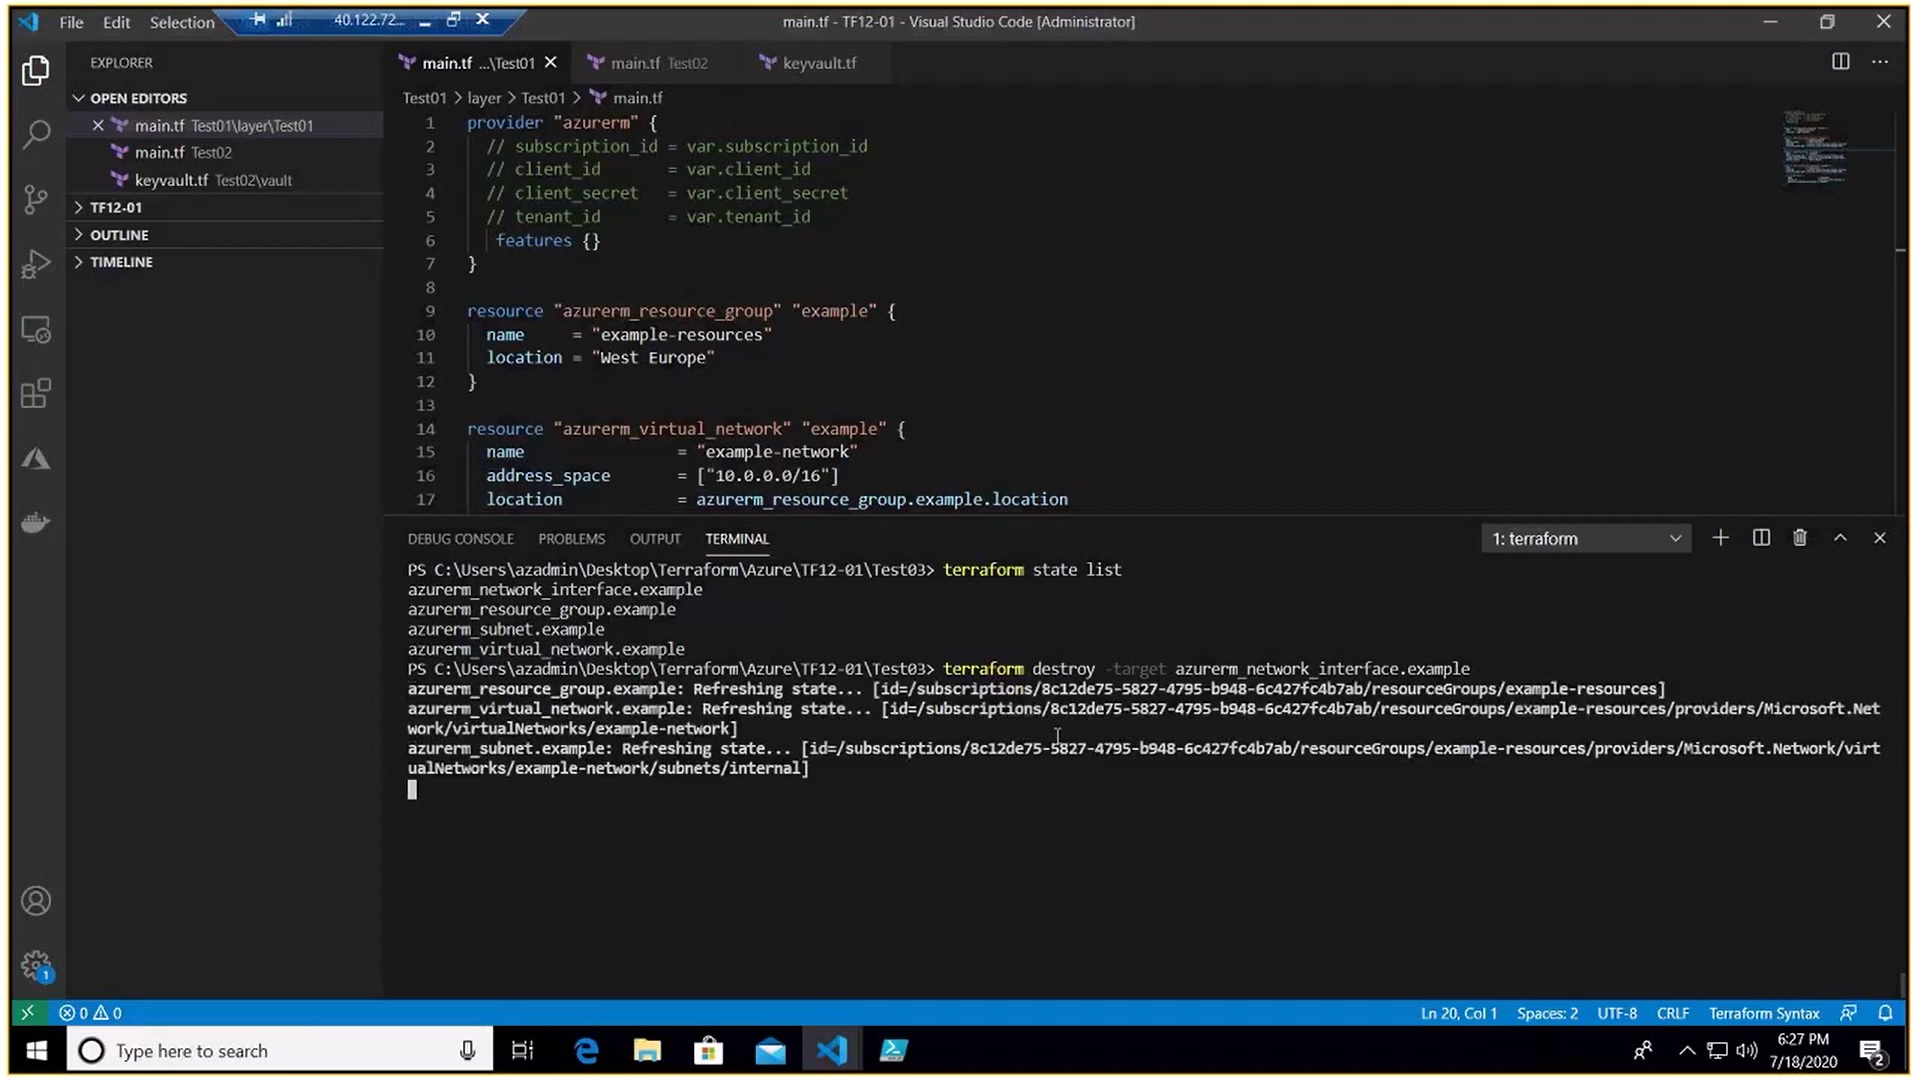 File Edit Selection
40.122.72...
main.tf - TF12-01 - Visual Studio Code [Administrator]
EXPLORER
main.tf ...\Test01
main.tf Test02
keyvault.tf
OPEN EDITORS
main.tf Test01\layer\Test01
main.tf Test02
keyvault.tf Test02\vault
TF12-01
OUTLINE
TIMELINE
Test01 > layer > Test01 > main.tf
1 provider "azurerm" {
2 // subscription_id = var.subscription_id
3 // client_id = var.client_id
4 // client_secret = var.client_secret
5 // tenant_id = var.tenant_id
6 features {}
7 }
8
9 resource "azurerm_resource_group" "example" {
10 name = "example-resources"
11 location = "West Europe"
12 }
13
14 resource "azurerm_virtual_network" "example" {
15 name = "example-network"
16 address_space = ["10.0.0.0/16"]
17 location = azurerm_resource_group.example.location
DEBUG CONSOLE PROBLEMS OUTPUT TERMINAL
1: terraform
PS C:\Users\azadmin\Desktop\Terraform\Azure\TF12-01\Test03> terraform state list
azurerm_network_interface.example
azurerm_resource_group.example
azurerm_subnet.example
azurerm_virtual_network.example
PS C:\Users\azadmin\Desktop\Terraform\Azure\TF12-01\Test03> terraform destroy -target azurerm_network_interface.example
azurerm_resource_group.example: Refreshing state... [id=/subscriptions/8c12de75-5827-4795-b948-6c427fc4b7ab/resourceGroups/example-resources]
azurerm_virtual_network.example: Refreshing state... [id=/subscriptions/8c12de75-5827-4795-b948-6c427fc4b7ab/resourceGroups/example-resources/providers/Microsoft.Net
work/virtualNetworks/example-network]
azurerm_subnet.example: Refreshing state... [id=/subscriptions/8c12de75-5827-4795-b948-6c427fc4b7ab/resourceGroups/example-resources/providers/Microsoft.Network/virt
ualNetworks/example-network/subnets/internal]
1
0 0
Ln 20, Col 1 Spaces: 2 UTF-8 CRLF Terraform Syntax
Type here to search
6:27 PM
7/18/2020
2